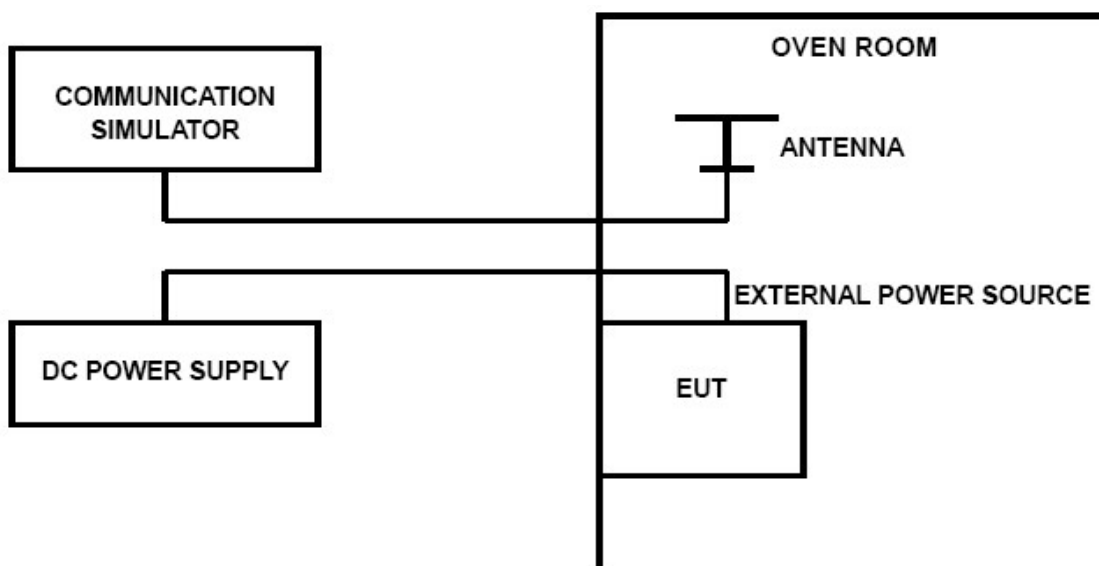 OVEN ROOM
COMMUNICATION
SIMULATOR
ANTENNA
EXTERNAL POWER SOURCE
DC POWER SUPPLY
EUT